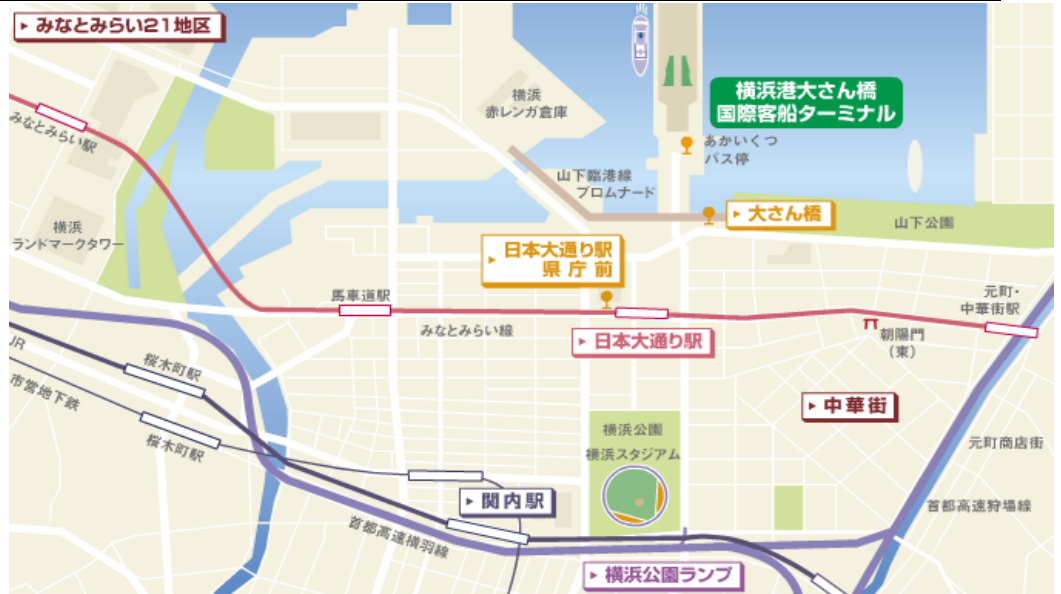 みなとみらい21地区
横浜
赤レンガ倉庫
横浜港大さん橋
国際客船ターミナル
あかいくつ
バス停
みなとみらい駅
山下臨港線
プロムナード
大さん橋
山下公園
横浜
ランドマークタワー
日本大通り駅
県庁前
馬車道駅
みなとみらい線
日本大通り駅
元町・
中華街駅
朝陽門
(東)
JR
桜木町駅
市営地下鉄
桜木町駅
中華街
横浜公園
横浜スタジアム
元町商店街
関内駅
首都高速狩場線
首都高速横羽線
横浜公園ランプ